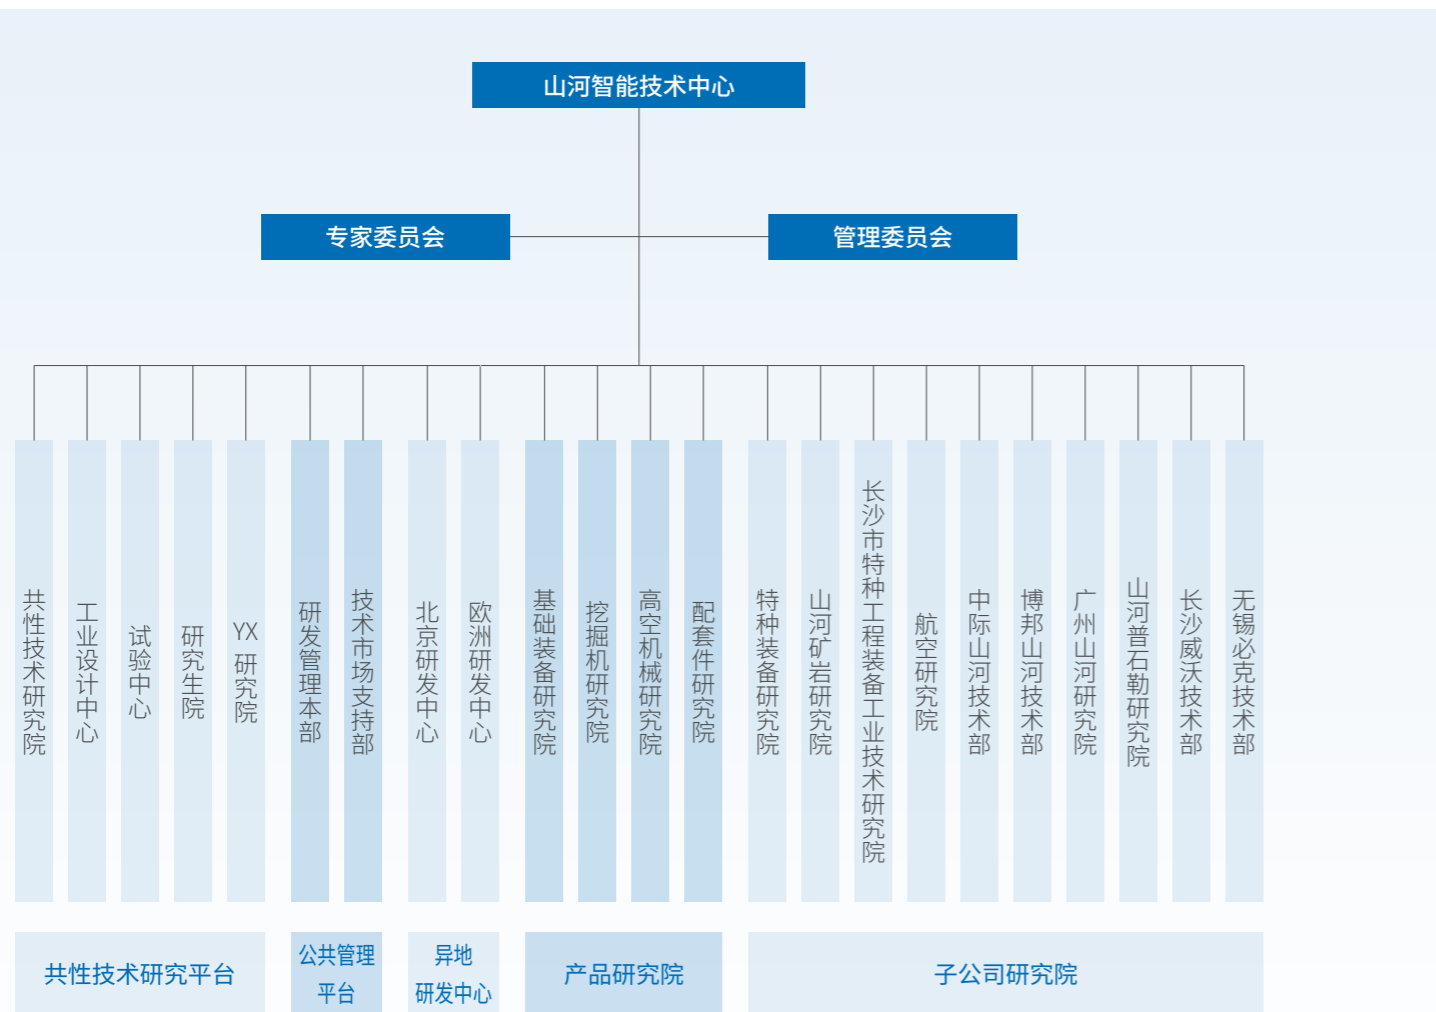 山河智能技术中心
专家委员会
管理委员会
共性技术研究院
工业设计中心
试验中心
研究生院
YX研究院
研发管理本部
技术市场支持部
北京研发中心
欧洲研发中心
基础装备研究院
挖掘机研究院
高空机械研究院
配套件研究院
特种装备研究院
山河矿岩研究院
长沙市特种工程装备工业技术研究院
航空研究院
中际山河技术部
博邦山河技术部
广州山河研究院
山河普石勒研究院
长沙威沃技术部
无锡必克技术部
共性技术研究平台
公共管理
平台
异地
研发中心
产品研究院
子公司研究院